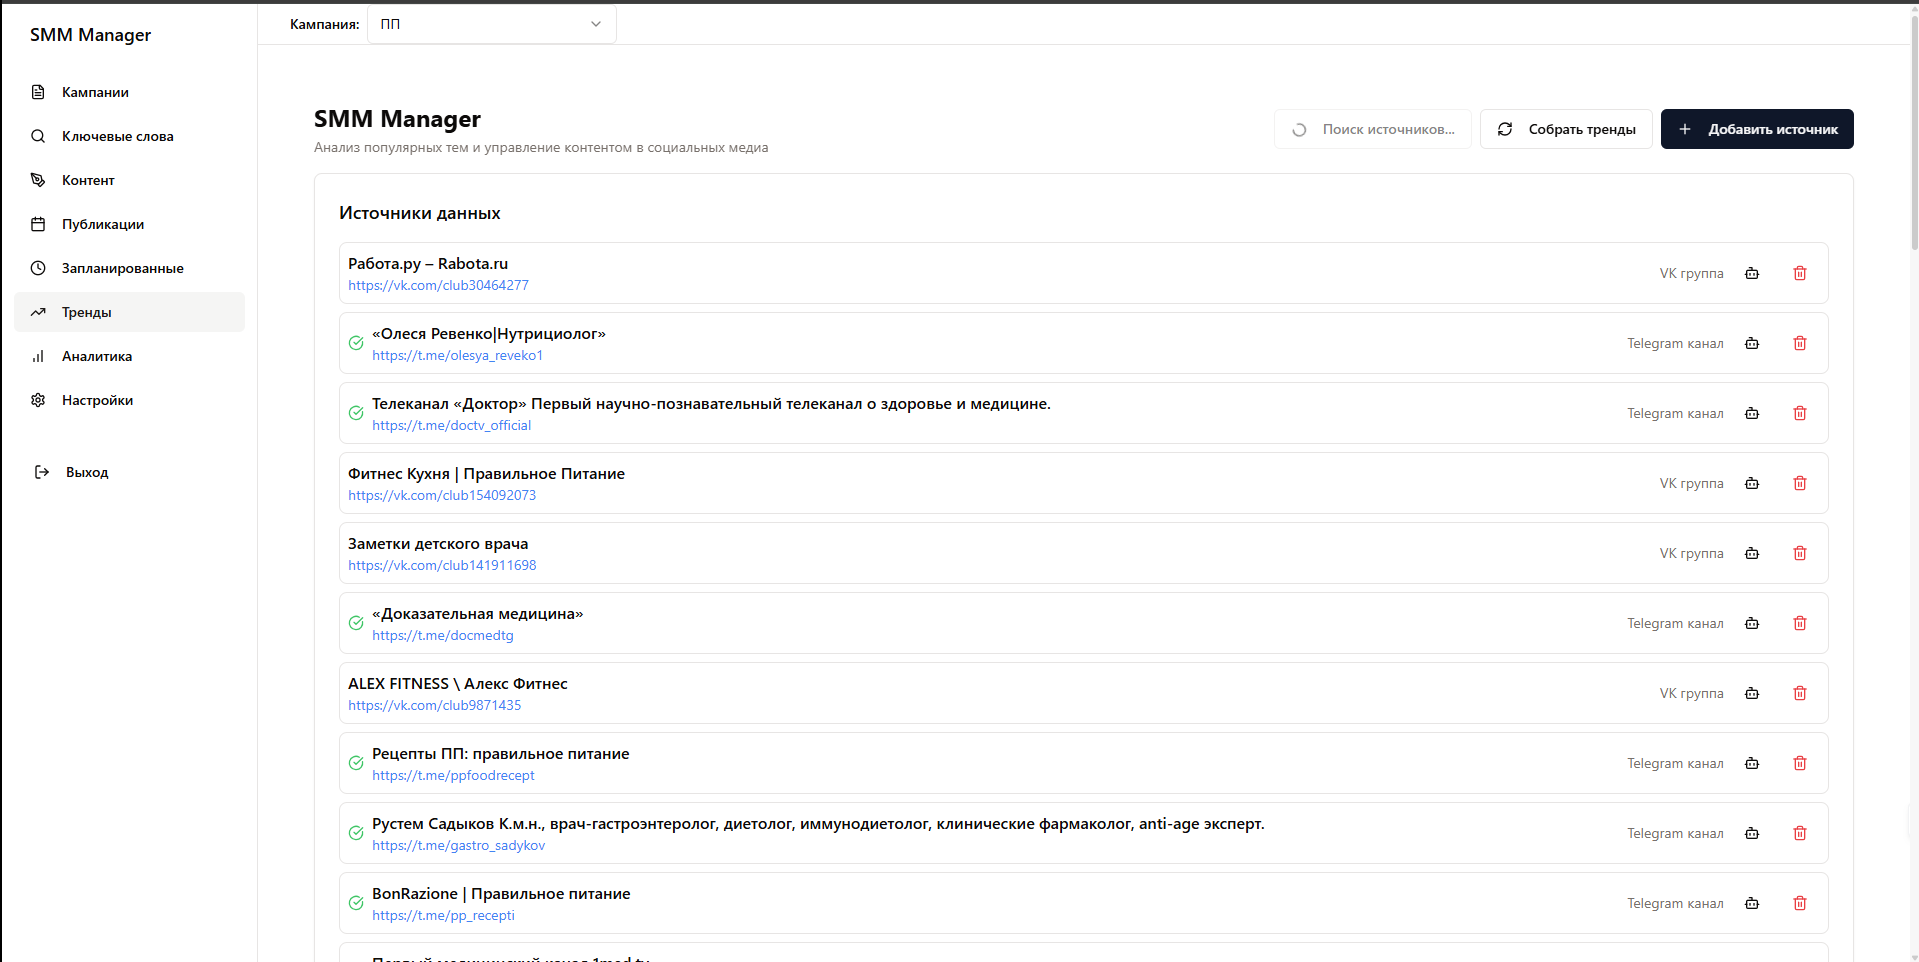 SMM Manager
Кампании
Ключевые слова
Контент
Публикации
Запланированные
Тренды
Аналитика
Настройки
Выход
Кампания: ПП
SMM Manager
Анализ популярных тем и управление контентом в социальных медиа
Поиск источников...
Собрать тренды
Добавить источник
Источники данных
Работа.ру – Rabota.ru
https://vk.com/club30464277
VK группа
«Олеся Ревенко|Нутрициолог»
https://t.me/olesya_reveko1
Telegram канал
Телеканал «Доктор» Первый научно-познавательный телеканал о здоровье и медицине.
https://t.me/doctv_official
Telegram канал
Фитнес Кухня | Правильное Питание
https://vk.com/club154092073
VK группа
Заметки детского врача
https://vk.com/club141911698
VK группа
«Доказательная медицина»
https://t.me/docmedtg
Telegram канал
ALEX FITNESS \ Алекс Фитнес
https://vk.com/club9871435
VK группа
Рецепты ПП: правильное питание
https://t.me/ppfoodrecept
Telegram канал
Рустем Садыков К.м.н., врач-гастроэнтеролог, диетолог, иммунодиетолог, клинические фармаколог, anti-age эксперт.
https://t.me/gastro_sadykov
Telegram канал
BonRazione | Правильное питание
https://t.me/pp_recepti
Telegram канал
Первый медицинский канал 1med.tv